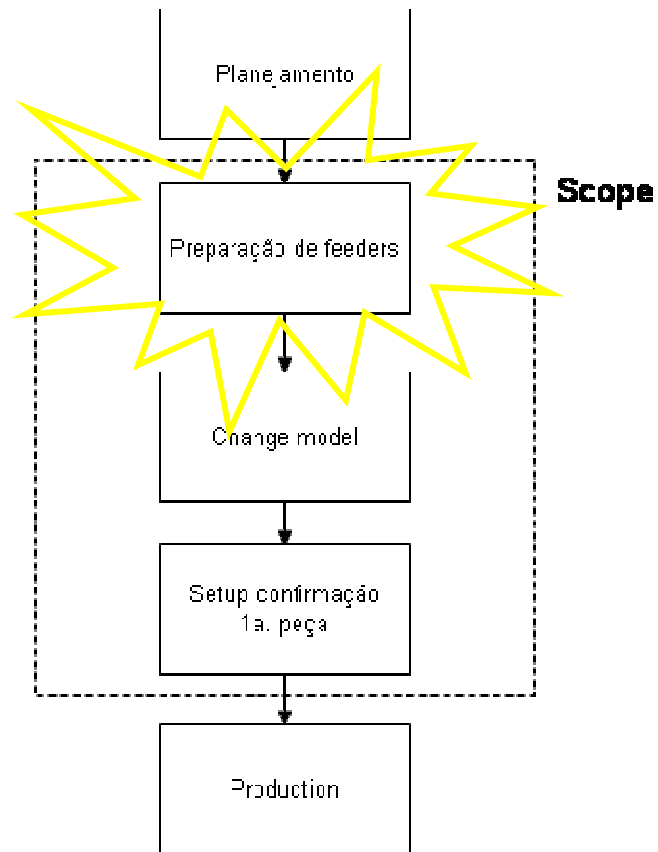 Planejamento
Scope
Preparação de feeders
Change model
Setup confirmação
1a. peça
Production